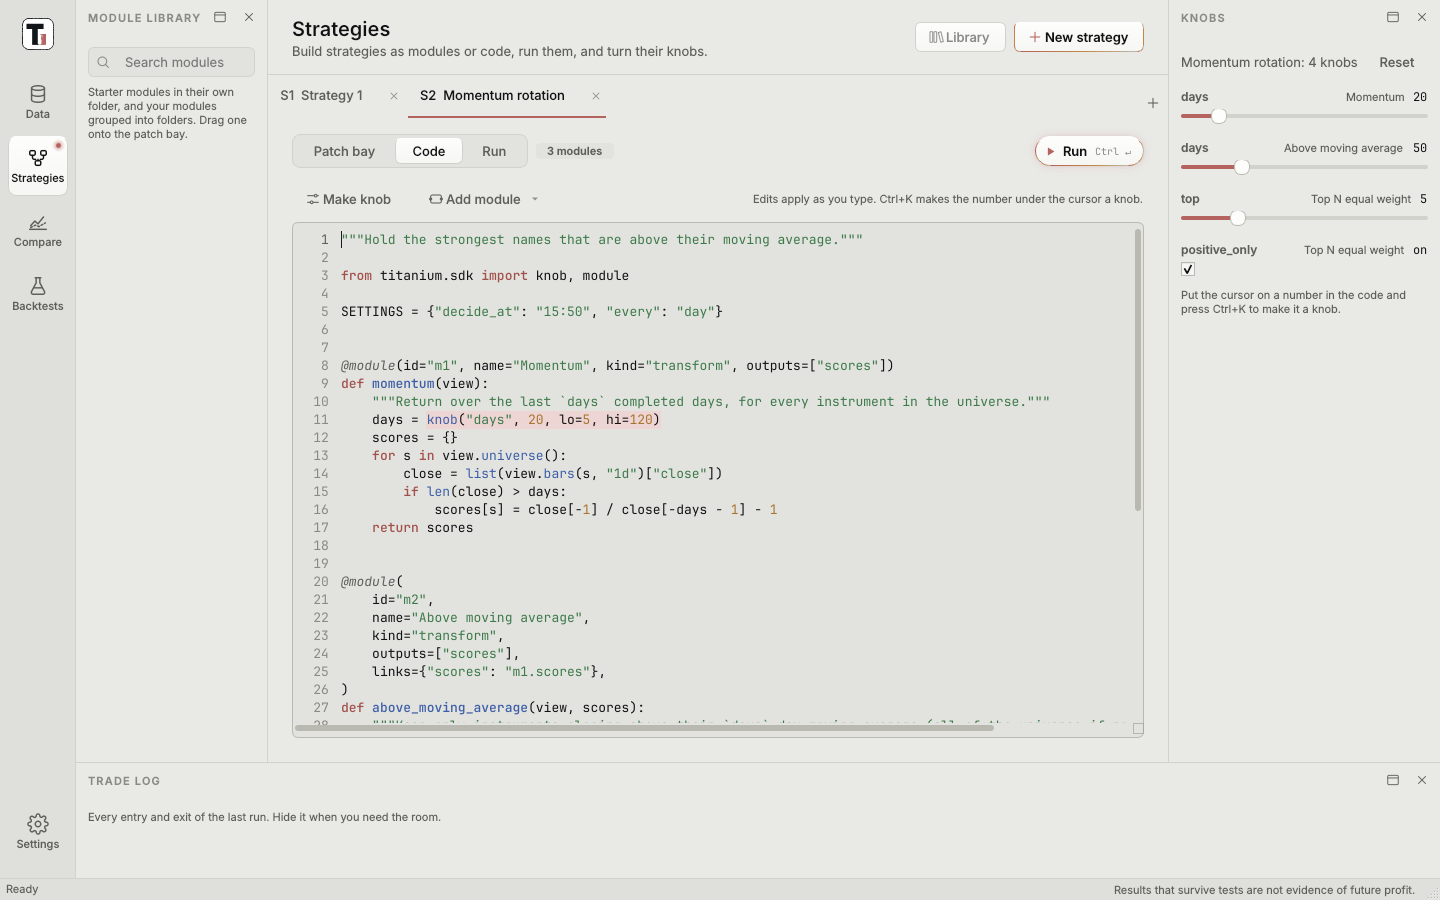 MODULE LIBRARY
Search modules
Starter modules in their own
folder, and your modules
grouped into folders. Drag one
onto the patch bay.
Data
Strategies
Compare
Backtests
Settings
Strategies
Build strategies as modules or code, run them, and turn their knobs.
Library
New strategy
S1 Strategy 1
S2 Momentum rotation
Patch bay
Code
Run
3 modules
Run Ctrl ↵
Make knob
Add module
Edits apply as you type. Ctrl+K makes the number under the cursor a knob.
1 """Hold the strongest names that are above their moving average."""
2
3 from titanium.sdk import knob, module
4
5 SETTINGS = {"decide_at": "15:50", "every": "day"}
6
7
8 @module(id="m1", name="Momentum", kind="transform", outputs=["scores"])
9 def momentum(view):
10     """Return over the last `days` completed days, for every instrument in the universe."""
11     days = knob("days", 20, lo=5, hi=120)
12     scores = {}
13     for s in view.universe():
14         close = list(view.bars(s, "1d")["close"])
15         if len(close) > days:
16             scores[s] = close[-1] / close[-days - 1] - 1
17     return scores
18
19
20 @module(
21     id="m2",
22     name="Above moving average",
23     kind="transform",
24     outputs=["scores"],
25     links={"scores": "m1.scores"},
26 )
27 def above_moving_average(view, scores):
KNOBS
Momentum rotation: 4 knobs
Reset
days Momentum 20
days Above moving average 50
top Top N equal weight 5
positive_only Top N equal weight on
Put the cursor on a number in the code and
press Ctrl+K to make it a knob.
TRADE LOG
Every entry and exit of the last run. Hide it when you need the room.
Ready
Results that survive tests are not evidence of future profit.